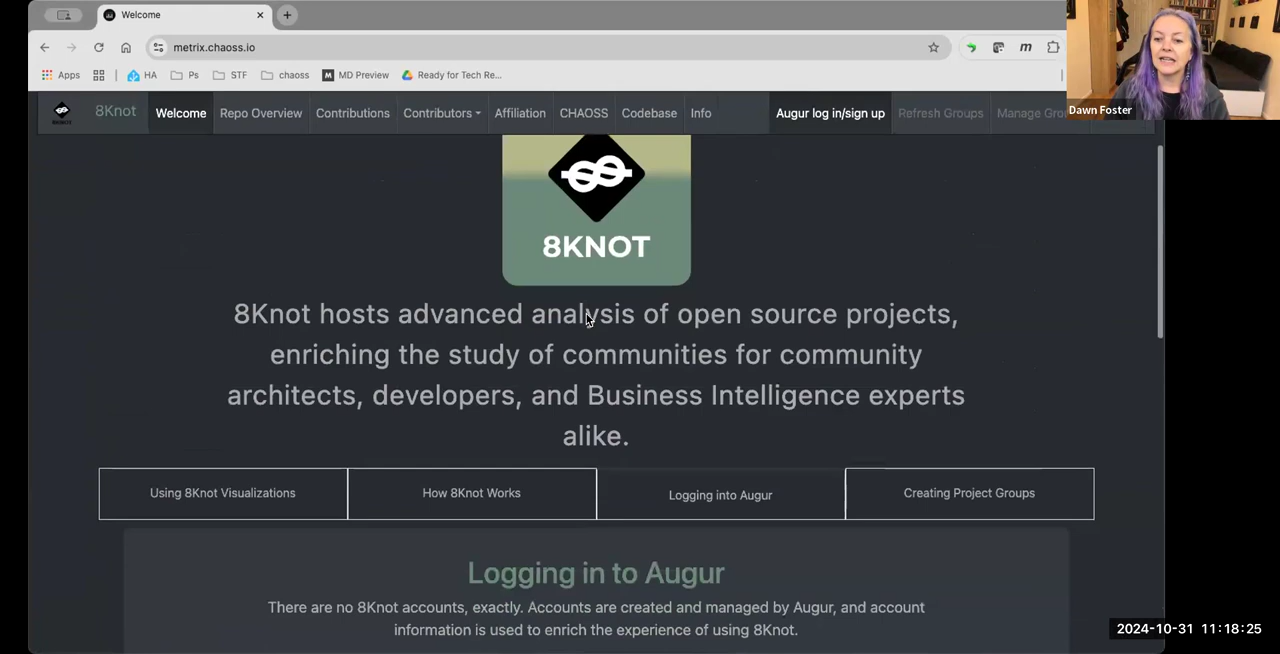 Welcome
metrix.chaoss.io
Apps
HA
Ps
STF
chaoss
MD Preview
Ready for Tech Re...
8Knot
Welcome
Repo Overview
Contributions
Contributors
Affiliation
CHAOSS
Codebase
Info
Augur log in/sign up
Refresh Groups
Manage Gro
Dawn Foster
8KNOT
8Knot hosts advanced analysis of open source projects,
enriching the study of communities for community
architects, developers, and Business Intelligence experts
alike.
Using 8Knot Visualizations
How 8Knot Works
Logging into Augur
Creating Project Groups
Logging in to Augur
There are no 8Knot accounts, exactly. Accounts are created and managed by Augur, and account
information is used to enrich the experience of using 8Knot.
2024-10-31 11:18:25